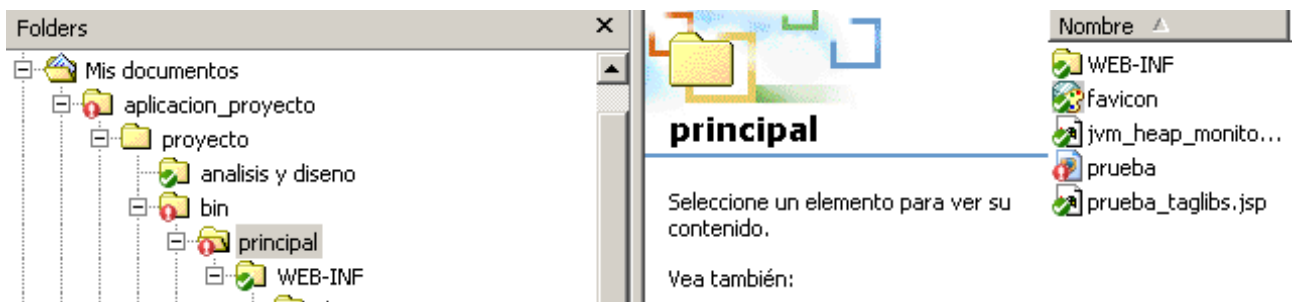 Folders
Mis documentos
aplicacion_proyecto
proyecto
analisis y diseno
bin
principal
WEB-INF
principal
Seleccione un elemento para ver su
contenido.
Vea también:
Nombre
WEB-INF
favicon
jvm_heap_monito...
prueba
prueba_taglibs.jsp